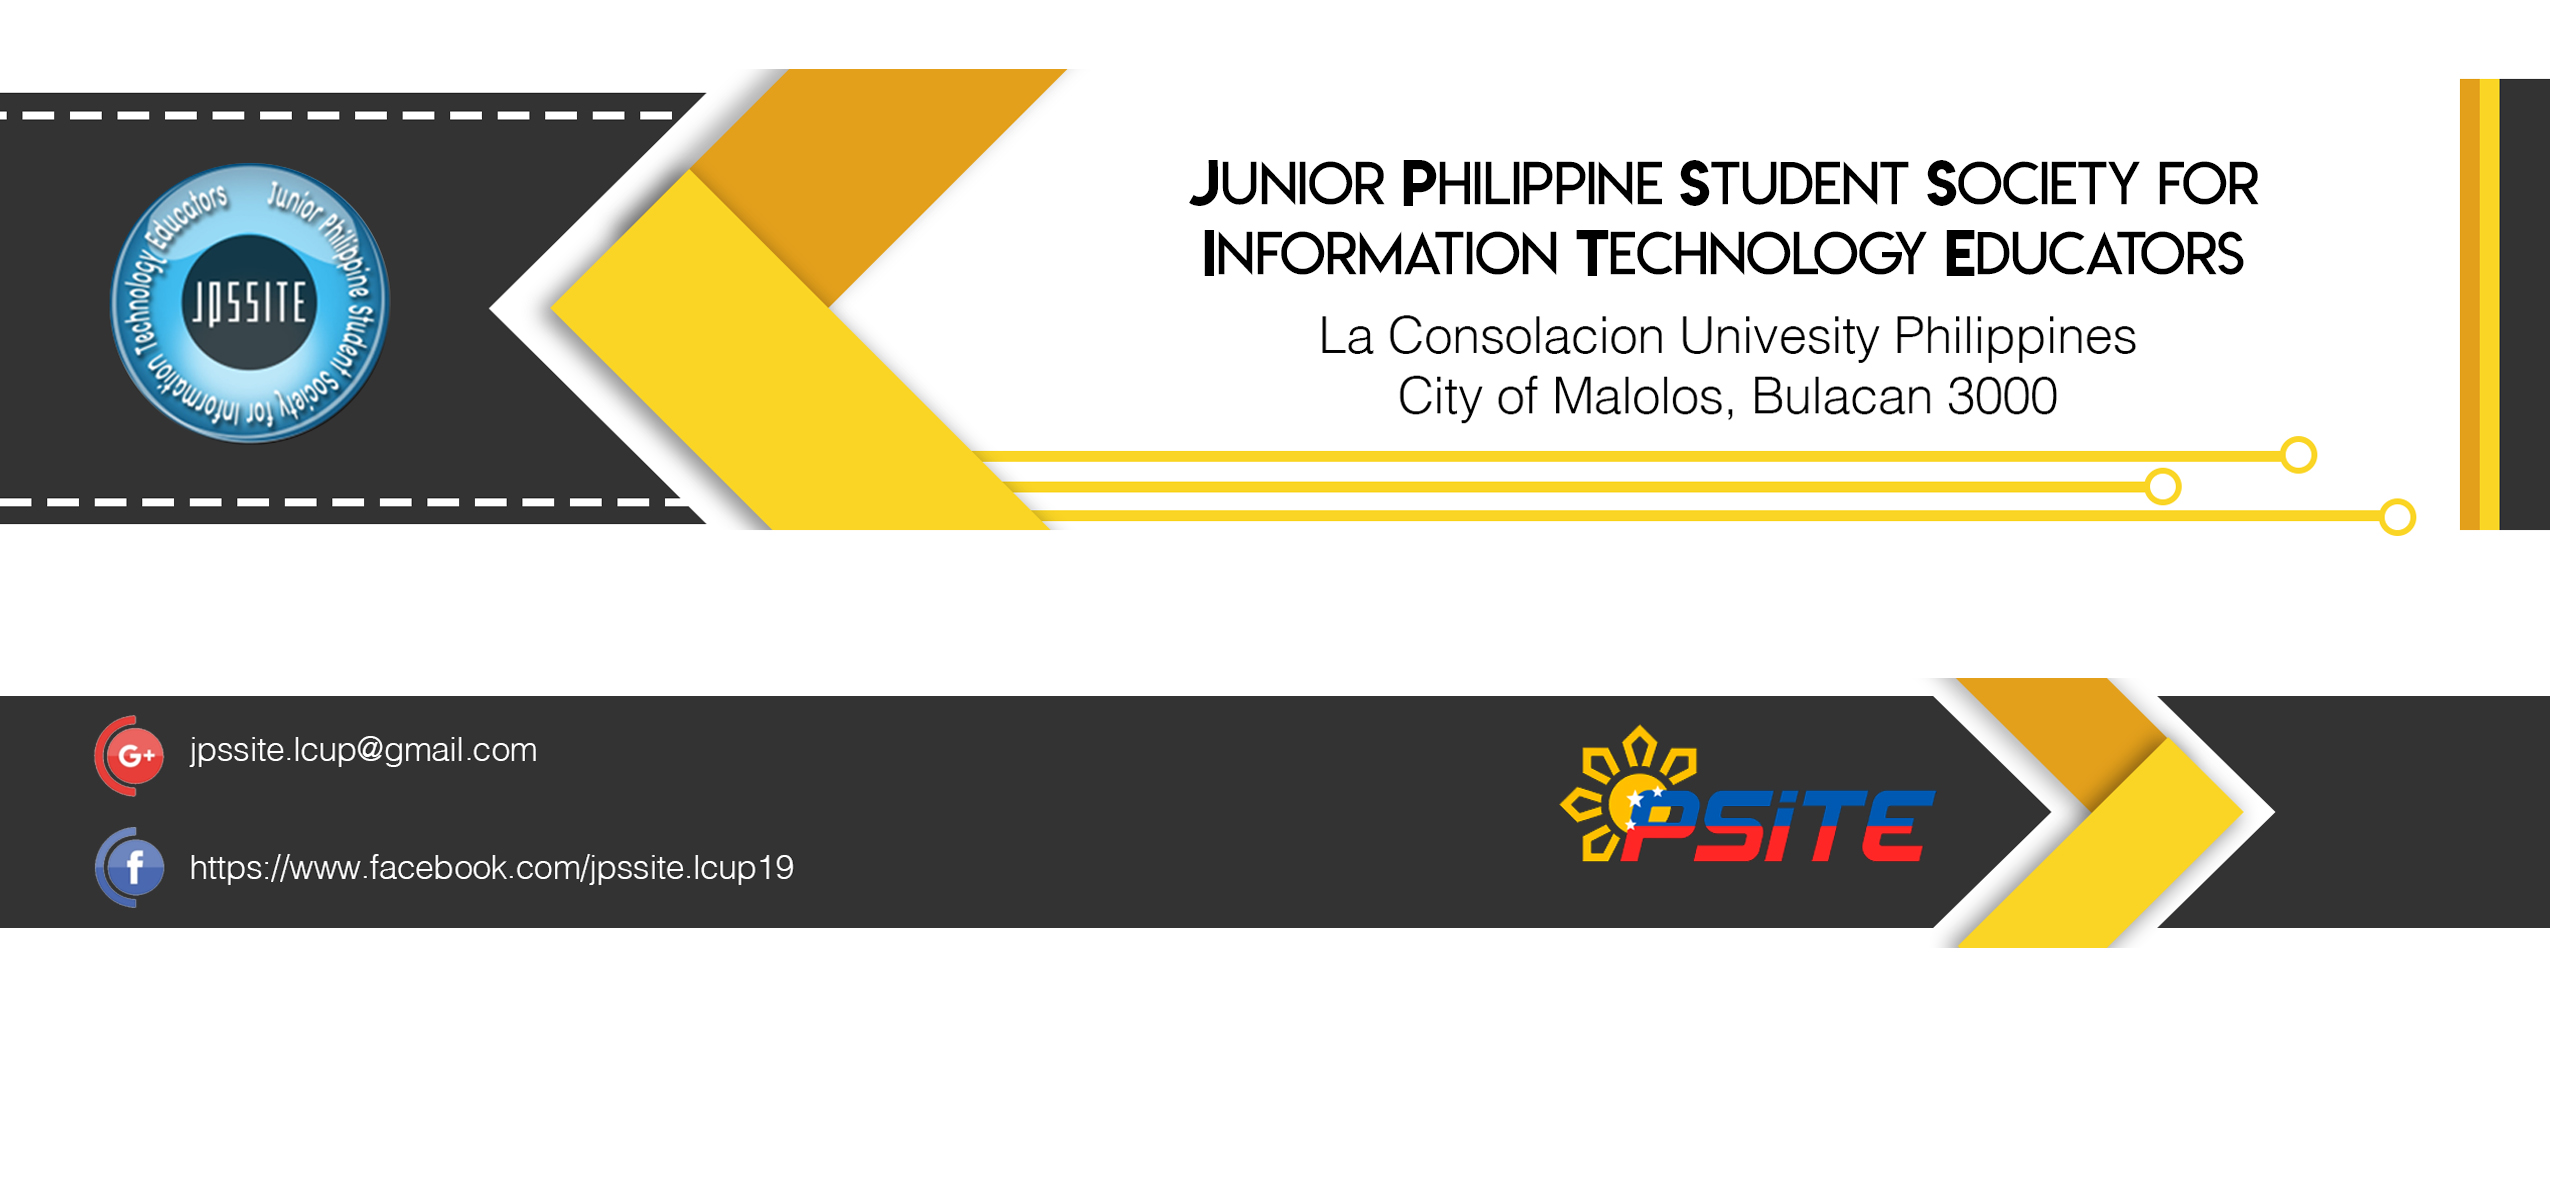 Junior Philippine Student Society for Information Technology Educators
JPSSITE
JUNIOR PHILIPPINE STUDENT SOCIETY FOR
INFORMATION TECHNOLOGY EDUCATORS
La Consolacion Univesity Philippines
City of Malolos, Bulacan 3000
G+ jpssite.lcup@gmail.com
f https://www.facebook.com/jpssite.lcup19
PSiTE